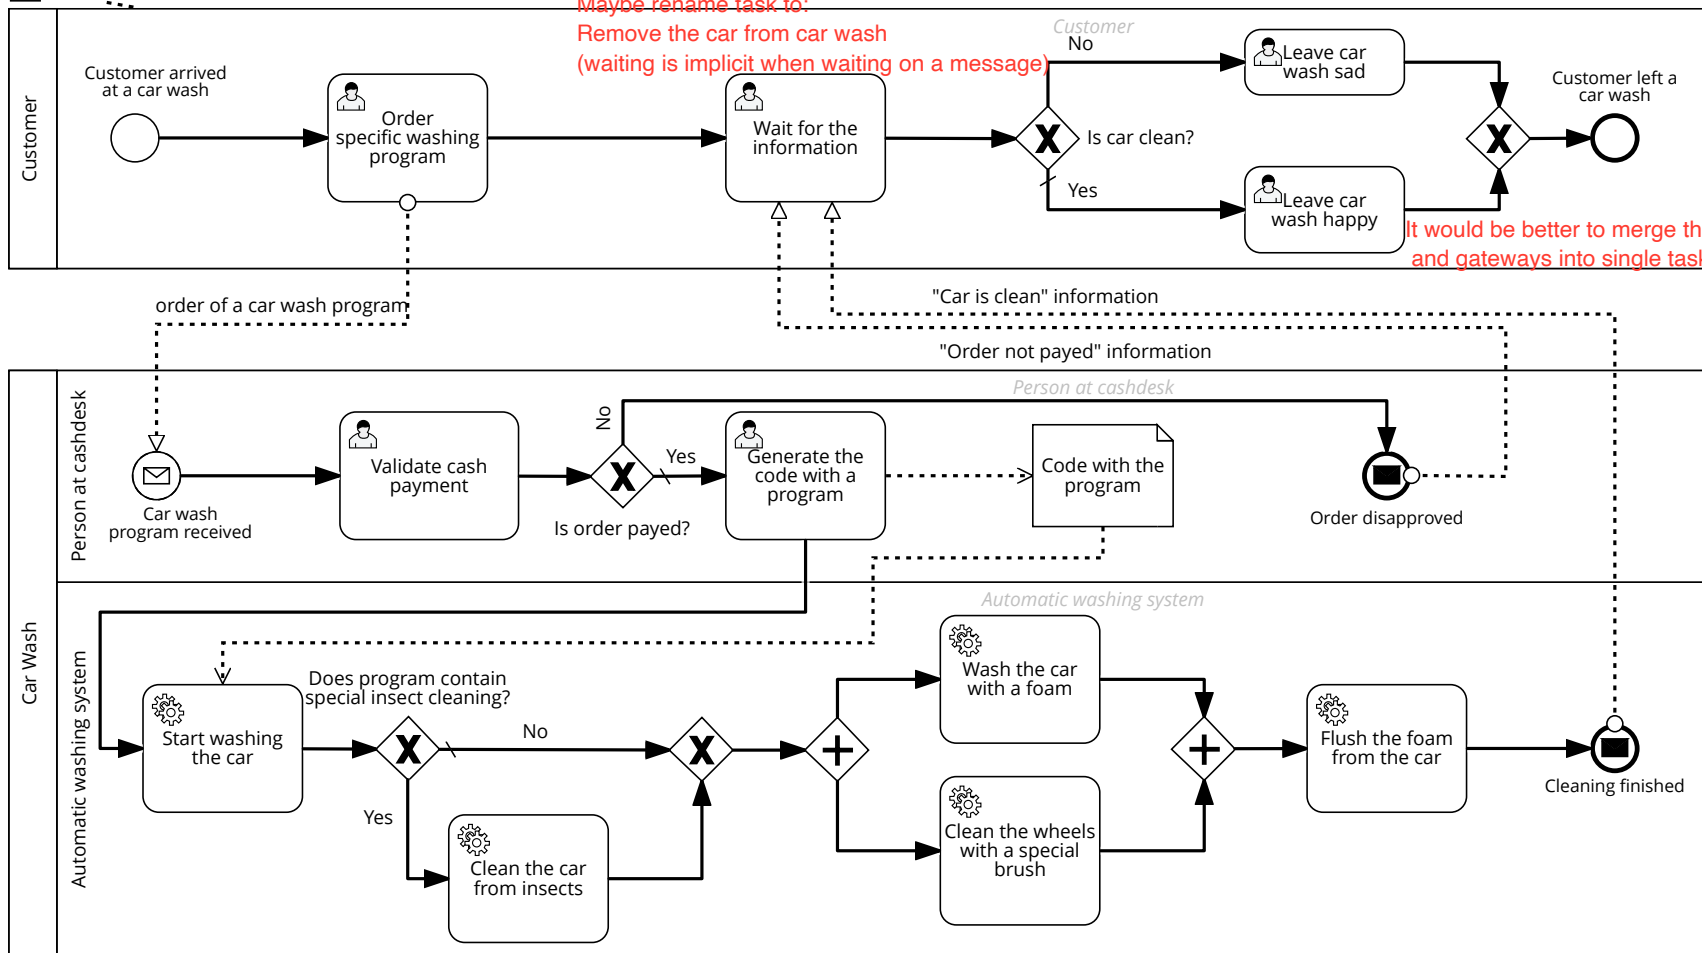 Maybe rename task to:
Remove the car from car wash
(waiting is implicit when waiting on a message)
Customer
Customer
Customer arrived
at a car wash
Order
specific washing
program
Wait for the
information
Is car clean?
No
Yes
Leave car
wash sad
Leave car
wash happy
Customer left a
car wash
It would be better to merge th
and gateways into single task
order of a car wash program
"Car is clean" information
"Order not payed" information
Car Wash
Person at cashdesk
Person at cashdesk
Car wash
program received
Validate cash
payment
Is order payed?
No
Yes
Generate the
code with a
program
Code with the
program
Order disapproved
Automatic washing system
Automatic washing system
Start washing
the car
Does program contain
special insect cleaning?
No
Yes
Clean the car
from insects
Wash the car
with a foam
Clean the wheels
with a special
brush
Flush the foam
from the car
Cleaning finished